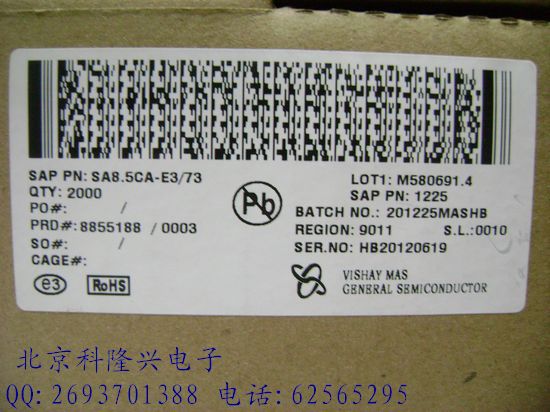 SAP PN: SA8.5CA-E3/73
QTY: 2000
PO#: /
PRD#: 8855188 / 0003
SO#: /
CAGE#:
e3 RoHS
Pb
LOT1: M580691.4
SAP PN: 1225
BATCH NO.: 201225MASHB
REGION: 9011 S.L.:0010
SER.NO: HB20120619
VISHAY MAS
GENERAL SEMICONDUCTOR
北京科隆兴电子
QQ:2693701388 电话:62565295